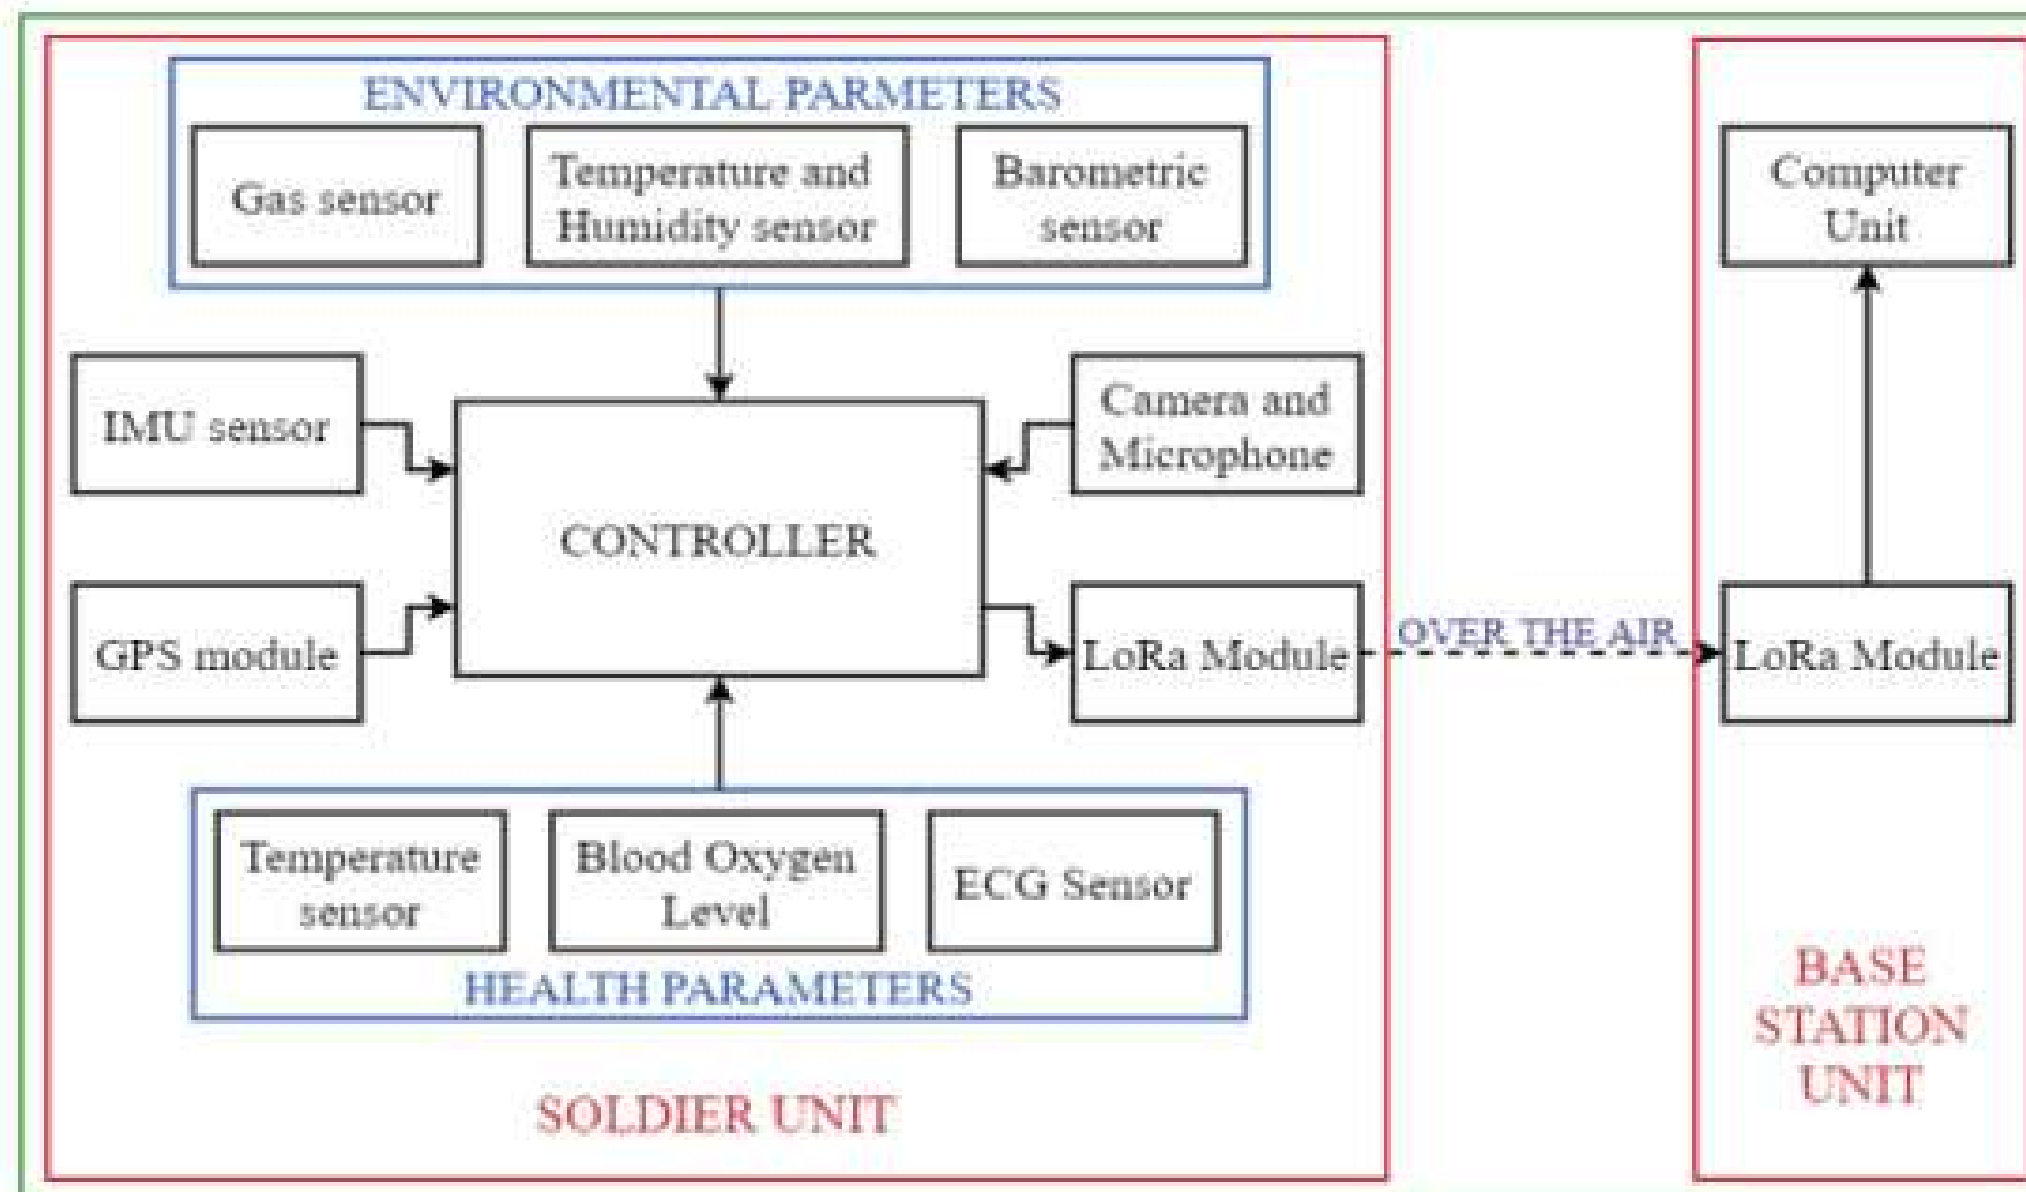 ENVIRONMENTAL PARMETERS
Gas sensor
Temperature and
Humidity sensor
Barometric
sensor
Computer
Unit
IMU sensor
Camera and
Microphone
CONTROLLER
GPS module
LoRa Module
OVER THE AIR
LoRa Module
Temperature
sensor
Blood Oxygen
Level
ECG Sensor
HEALTH PARAMETERS
SOLDIER UNIT
BASE
STATION
UNIT